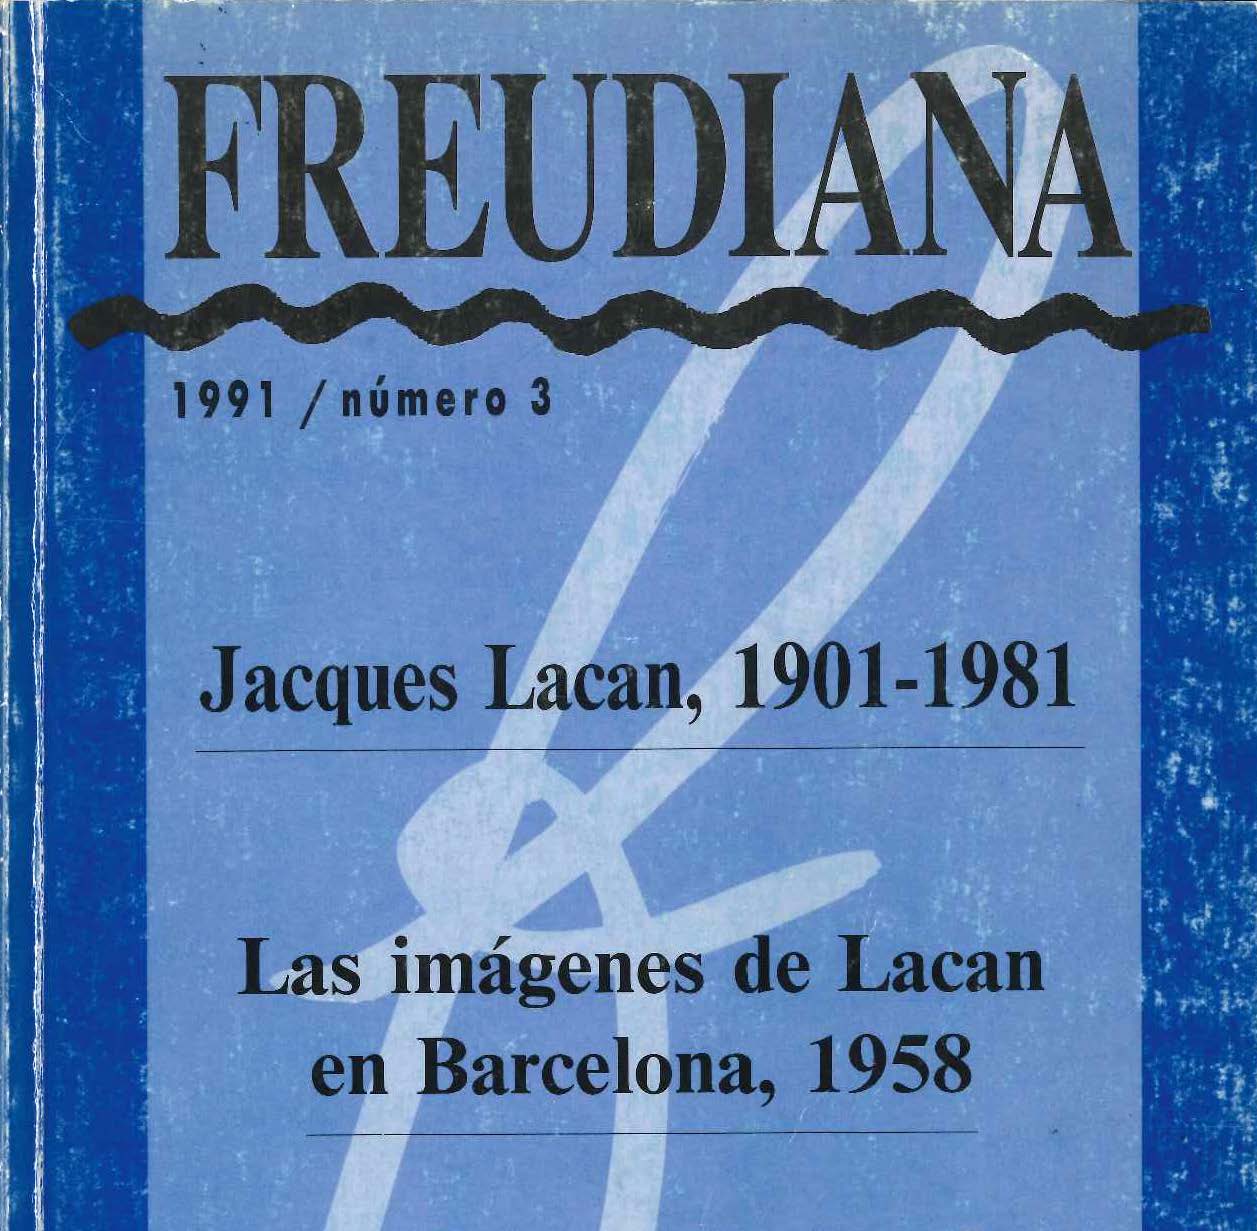 FREUDIANA
1991 / número 3
Jacques Lacan, 1901-1981
Las imágenes de Lacan
en Barcelona, 1958